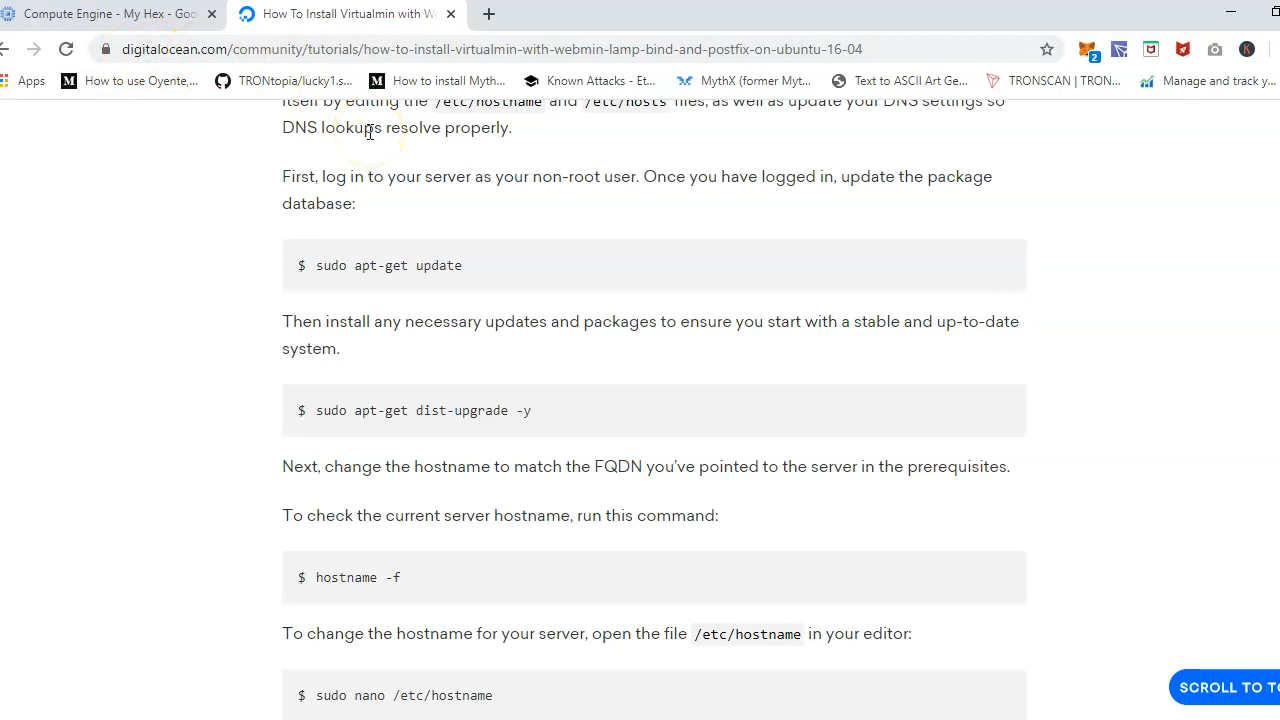 Compute Engine - My Hex - Goo
How To Install Virtualmin with We
digitalocean.com/community/tutorials/how-to-install-virtualmin-with-webmin-lamp-bind-and-postfix-on-ubuntu-16-04
2
K
Apps
How to use Oyente,...
TRONtopia/lucky1.s...
How to install Myth...
Known Attacks - Et...
MythX (former Myt...
Text to ASCII Art Ge...
TRONSCAN | TRON...
Manage and track y...
itself by editing the /etc/hostname and /etc/hosts files, as well as update your DNS settings so
DNS lookups resolve properly.
First, log in to your server as your non-root user. Once you have logged in, update the package
database:
$ sudo apt-get update
Then install any necessary updates and packages to ensure you start with a stable and up-to-date
system.
$ sudo apt-get dist-upgrade -y
Next, change the hostname to match the FQDN you've pointed to the server in the prerequisites.
To check the current server hostname, run this command:
$ hostname -f
To change the hostname for your server, open the file /etc/hostname in your editor:
$ sudo nano /etc/hostname
SCROLL TO TO